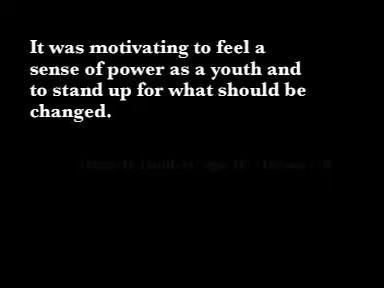 It was motivating to feel a
sense of power as a youth and
to stand up for what should be
changed.